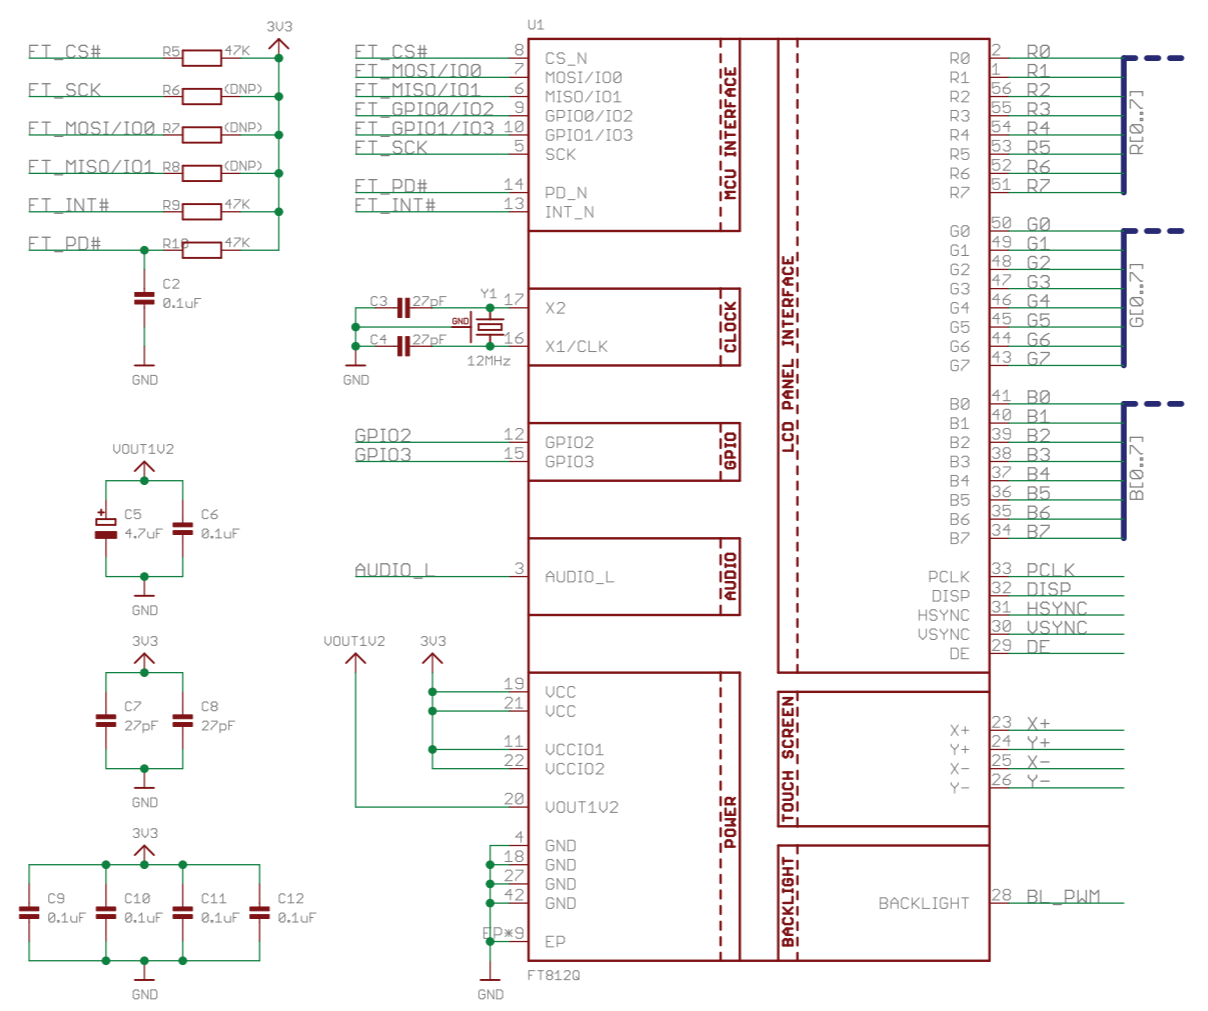 3V3
FT_CS# R5 47K
FT_SCK R6 (DNP)
FT_MOSI/IO0 R7 (DNP)
FT_MISO/IO1 R8 (DNP)
FT_INT# R9 47K
FT_PD# R10 47K
C2
0.1uF
GND
VOUT1V2
C5
4.7uF
C6
0.1uF
GND
3V3
C7
27pF
C8
27pF
GND
3V3
C9
0.1uF
C10
0.1uF
C11
0.1uF
C12
0.1uF
GND
U1
FT_CS# 8 CS_N
FT_MOSI/IO0 7 MOSI/IO0
FT_MISO/IO1 6 MISO/IO1
FT_GPIO0/IO2 9 GPIO0/IO2
FT_GPIO1/IO3 10 GPIO1/IO3
FT_SCK 5 SCK
FT_PD# 14 PD_N
FT_INT# 13 INT_N
MCU INTERFACE
C3 27pF Y1 17 X2
GND
C4 27pF 16 X1/CLK
12MHz
GND
CLOCK
GPIO2 12 GPIO2
GPIO3 15 GPIO3
GPIO
AUDIO_L 3 AUDIO_L
AUDIO
VOUT1V2 3V3
19 VCC
21 VCC
11 VCCIO1
22 VCCIO2
20 VOUT1V2
4 GND
18 GND
27 GND
42 GND
EP*9 EP
GND
POWER
FT812Q
LCD PANEL INTERFACE
R0 2 R0
R1 1 R1
R2 56 R2
R3 55 R3
R4 54 R4
R5 53 R5
R6 52 R6
R7 51 R7
R[0..7]
G0 50 G0
G1 49 G1
G2 48 G2
G3 47 G3
G4 46 G4
G5 45 G5
G6 44 G6
G7 43 G7
G[0..7]
B0 41 B0
B1 40 B1
B2 39 B2
B3 38 B3
B4 37 B4
B5 36 B5
B6 35 B6
B7 34 B7
B[0..7]
PCLK 33 PCLK
DISP 32 DISP
HSYNC 31 HSYNC
VSYNC 30 VSYNC
DE 29 DE
TOUCH SCREEN
X+ 23 X+
Y+ 24 Y+
X- 25 X-
Y- 26 Y-
BACKLIGHT
BACKLIGHT 28 BL_PWM